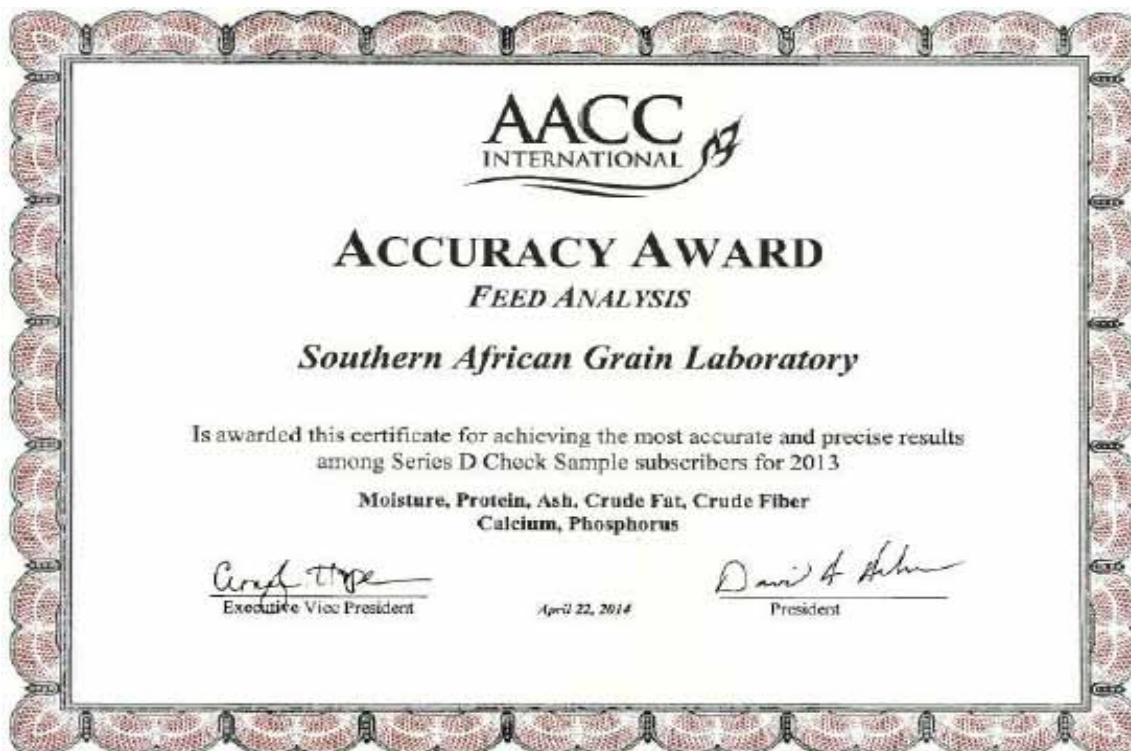 AACC
INTERNATIONAL
ACCURACY AWARD
FEED ANALYSIS
Southern African Grain Laboratory
Is awarded this certificate for achieving the most accurate and precise results
among Series D Check Sample subscribers for 2013
Moisture, Protein, Ash, Crude Fat, Crude Fiber
Calcium, Phosphorus
David A
Executive Vice President
April 22, 2014
President